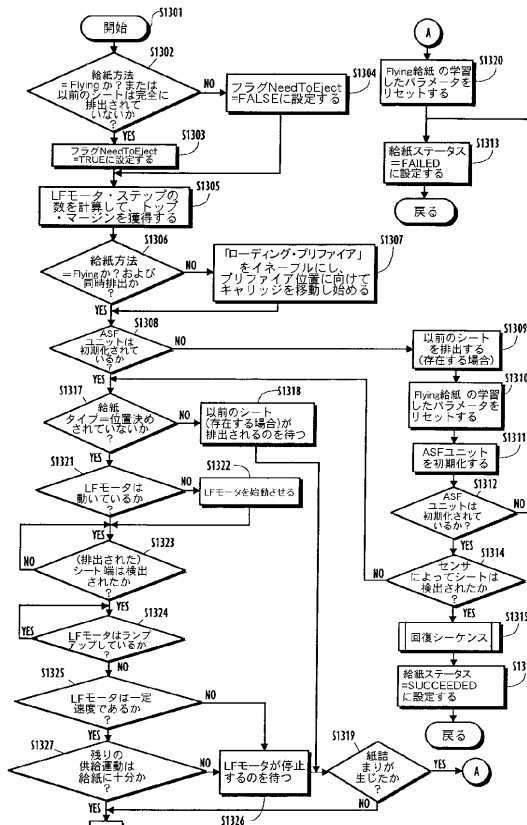 開始
S1301
S1302
給紙方法
=Flyingか?または
以前のシートは完全に
排出されて
いないか
?
NO
YES
フラグNeedToEject
=FALSEに設定する
S1304
S1303
フラグNeedToEject
=TRUEに設定する
S1305
LFモータ・ステップの
数を計算して、トップ
・マージンを獲得する
S1306
給紙方法
=Flyingか?および
同時排出か
?
NO
YES
S1307
「ローディング・プリファイア」
をイネーブルにし、
プリファイア位置に向けて
キャリッジを移動し始める
S1308
ASF
ユニットは
初期化されて
いるか
?
NO
YES
S1317
給紙
タイプ=位置決め
されていないか
?
NO
YES
S1318
以前のシート
(存在する場合)が
排出されるのを待つ
S1321
LFモータは
動いているか
?
NO
YES
S1322
LFモータを始動させる
S1323
(排出された)
シート端は検出
されたか
?
NO
YES
S1324
LFモータはランプ
アップしているか
?
YES
NO
S1325
LFモータは一定
速度であるか
?
NO
YES
S1327
残りの
供給運動は
給紙に十分か
?
NO
YES
LFモータが停止
するのを待つ
S1326
S1319
紙詰
まりが
生じたか
?
YES
NO
A
A
S1320
Flying給紙 の学習
したパラメータを
リセットする
S1313
給紙ステータス
=FAILED
に設定する
戻る
S1309
以前のシート
を排出する
(存在する場合)
S1310
Flying給紙 の学習
したパラメータを
リセットする
S1311
ASFユニット
を初期化する
S1312
ASF
ユニットは
初期化されて
いるか?
NO
YES
S1314
センサ
によってシートは
検出されたか
?
NO
YES
S1315
回復シーケンス
給紙ステータス
=SUCCEEDED
に設定する
戻る